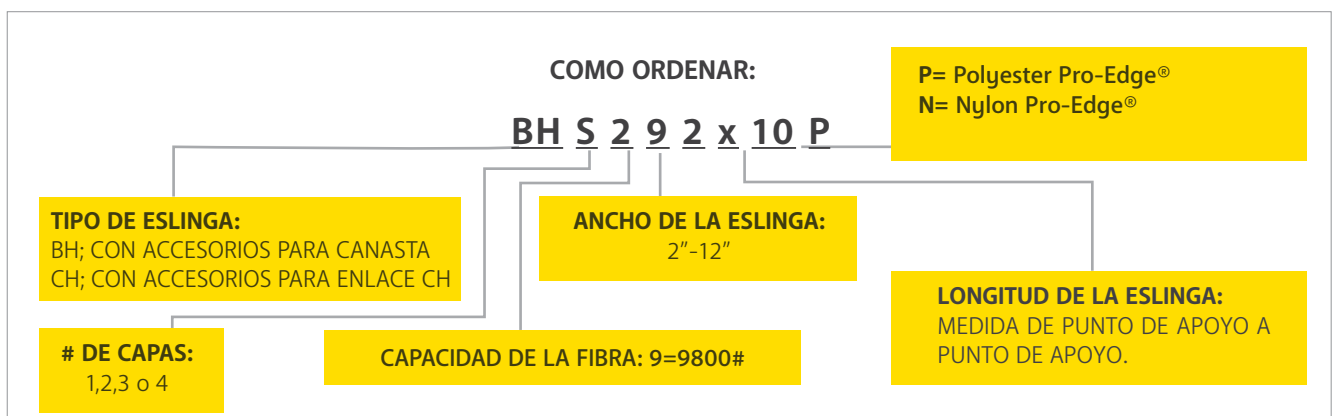 COMO ORDENAR:
BH S 2 9 2 x 10 P
P= Polyester Pro-Edge®
N= Nylon Pro-Edge®
TIPO DE ESLINGA:
BH; CON ACCESORIOS PARA CANASTA
CH; CON ACCESORIOS PARA ENLACE CH
ANCHO DE LA ESLINGA:
2"-12"
LONGITUD DE LA ESLINGA:
MEDIDA DE PUNTO DE APOYO A
PUNTO DE APOYO.
# DE CAPAS:
1,2,3 o 4
CAPACIDAD DE LA FIBRA: 9=9800#